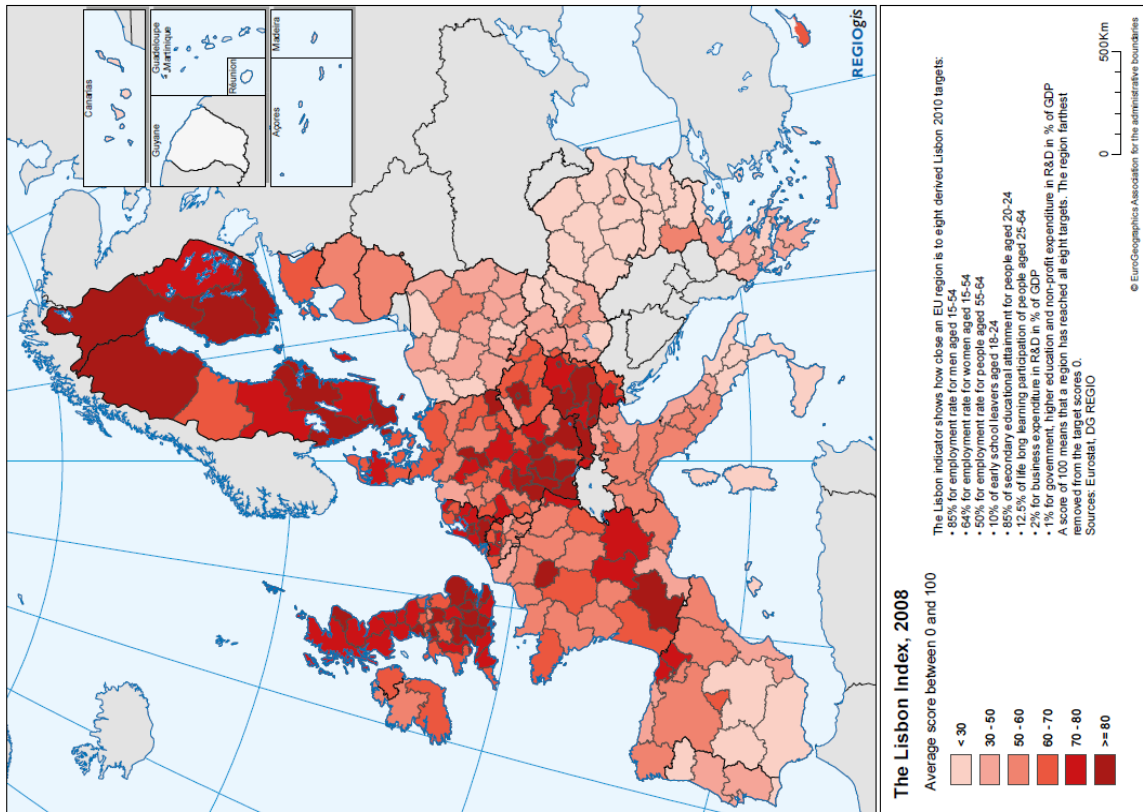 Canarias
Guyane
Guadeloupe
Martinique
Réunion
Açores
Madeira
REGIOgis
The Lisbon Index, 2008
Average score between 0 and 100
< 30
30 - 50
50 - 60
60 - 70
70 - 80
>= 80
The Lisbon indicator shows how close an EU region is to eight derived Lisbon 2010 targets:
• 85% for employment rate for men aged 15-54
• 64% for employment rate for women aged 15-54
• 50% for employment rate for people aged 55-64
• 10% of early school leavers aged 18-24
• 85% of secondary educational attainment for people aged 20-24
• 12.5% of life long learning participation of people aged 25-64
• 2% for business expenditure in R&D in % of GDP
• 1% for government, higher education and non-profit expenditure in R&D in % of GDP
A score of 100 means that a region has reached all eight targets. The region farthest
removed from the target scores 0.
Sources: Eurostat, DG REGIO
0
500Km
© EuroGeographics Association for the administrative boundaries